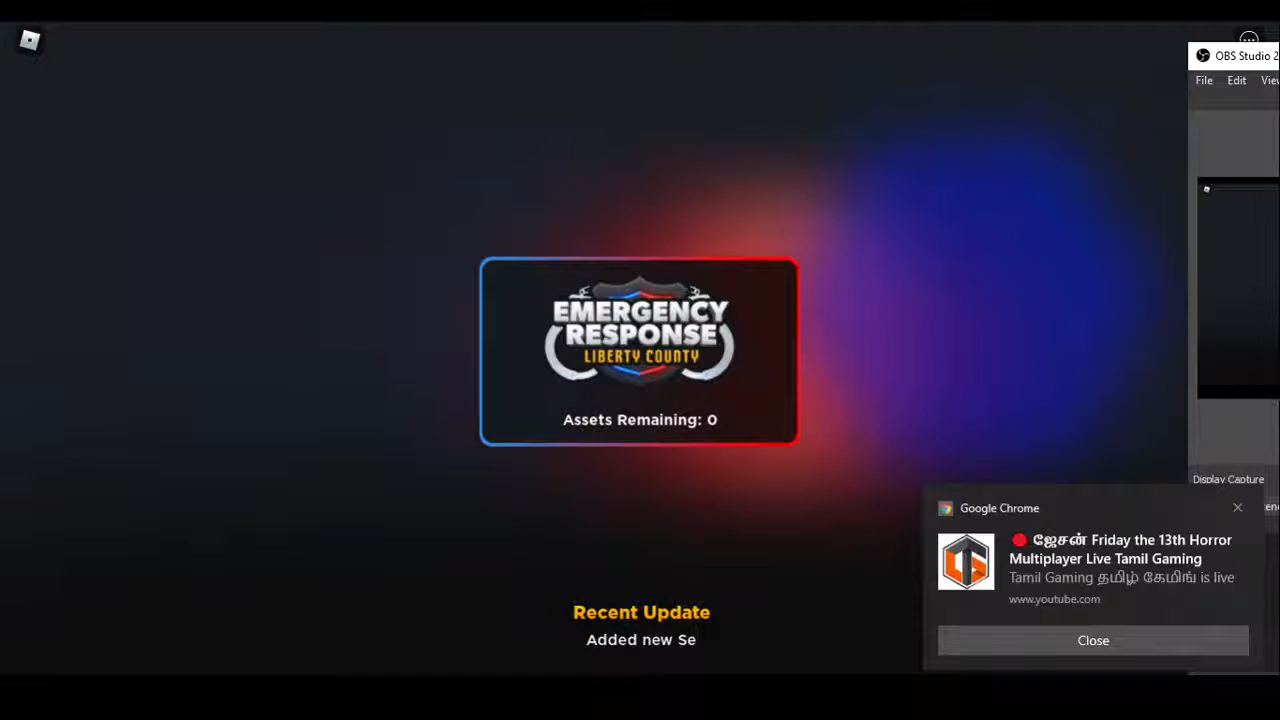 OBS Studio 2
File Edit Viev
EMERGENCY
RESPONSE
LIBERTY COUNTY
Assets Remaining: 0
Display Capture
Google Chrome
🔴 ஜேசன் Friday the 13th Horror
Multiplayer Live Tamil Gaming
Tamil Gaming தமிழ் கேமிங் is live
www.youtube.com
Close
Recent Update
Added new Se